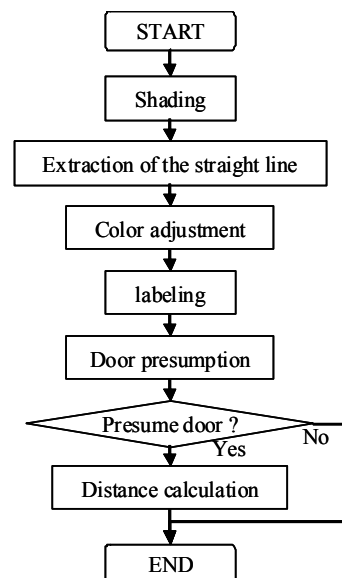 START
Shading
Extraction of the straight line
Color adjustment
labeling
Door presumption
Presume door ?
No
Yes
Distance calculation
END